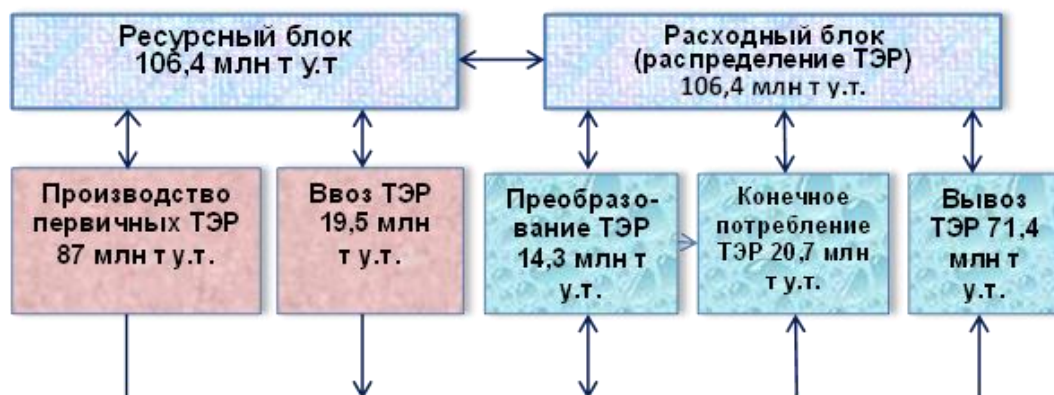 Ресурсный блок
106,4 млн т у.т
Расходный блок
(распределение ТЭР)
106,4 млн т у.т.
Производство
первичных ТЭР
87 млн т у.т.
Ввоз ТЭР
19,5 млн
т у.т.
Преобразо-
вание ТЭР
14,3 млн т
у.т.
Конечное
потребление
ТЭР 20,7 млн
т у.т.
Вывоз
ТЭР 71,4
млн т
у.т.